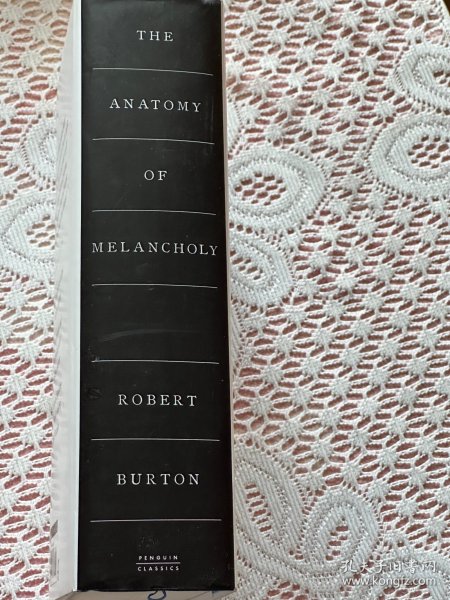 THE
ANATOMY
OF
MELANCHOLY
ROBERT
BURTON
PENGUIN
CLASSICS
孔夫子旧书网
www.kongfz.com